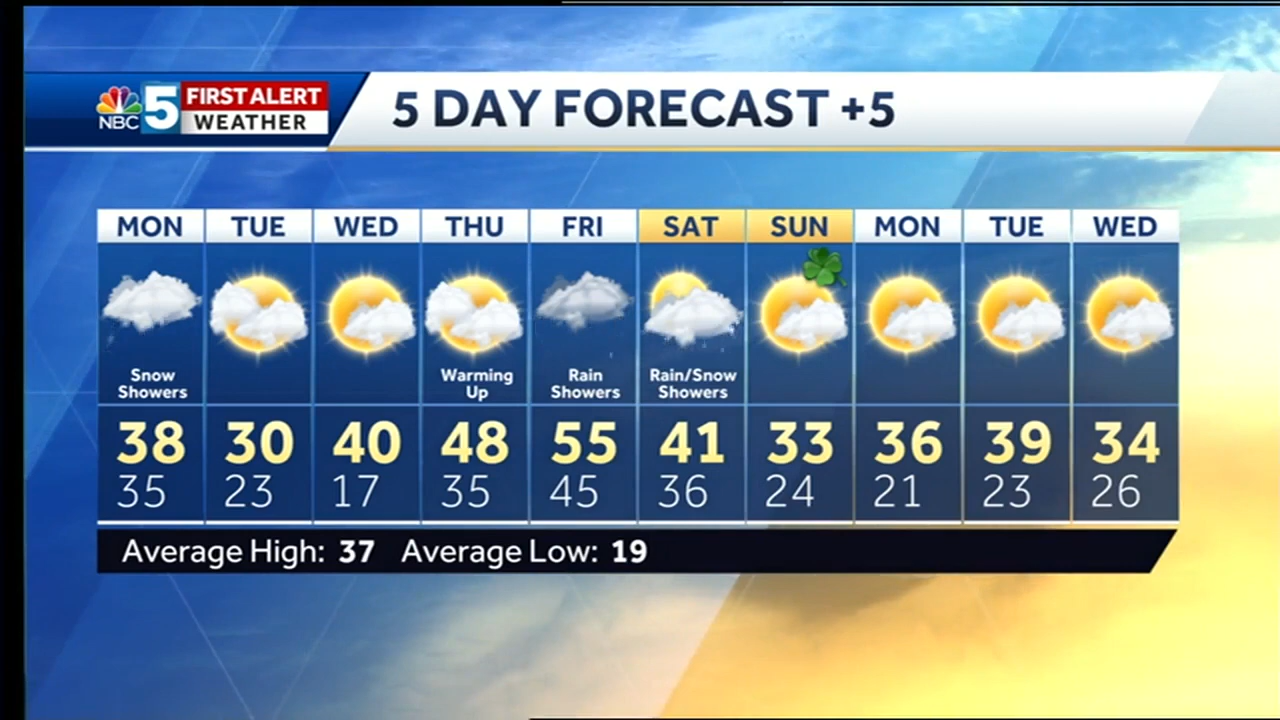 NBC 5 FIRST ALERT WEATHER
5 DAY FORECAST +5
MON TUE WED THU FRI SAT SUN MON TUE WED
Snow Showers
Warming Up
Rain Showers
Rain/Snow Showers
38 30 40 48 55 41 33 36 39 34
35 23 17 35 45 36 24 21 23 26
Average High: 37 Average Low: 19